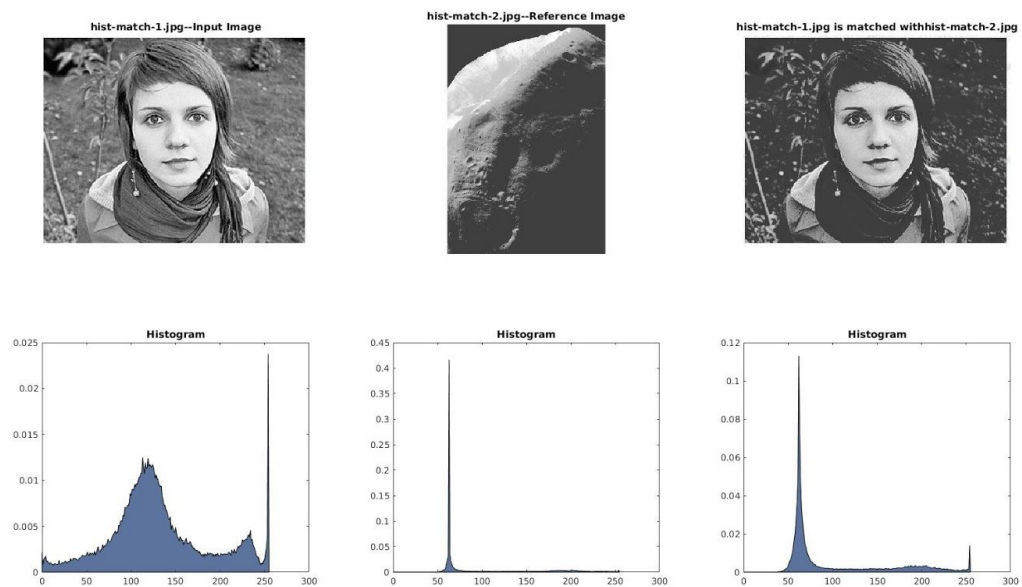 hist-match-1.jpg--Input Image
hist-match-2.jpg--Reference Image
hist-match-1.jpg is matched withhist-match-2.jpg
Histogram
0.025
0.02
0.015
0.01
0.005
0
0 50 100 150 200 250 300
Histogram
0.45
0.4
0.35
0.3
0.25
0.2
0.15
0.1
0.05
0
0 50 100 150 200 250 300
Histogram
0.12
0.1
0.08
0.06
0.04
0.02
0
0 50 100 150 200 250 300